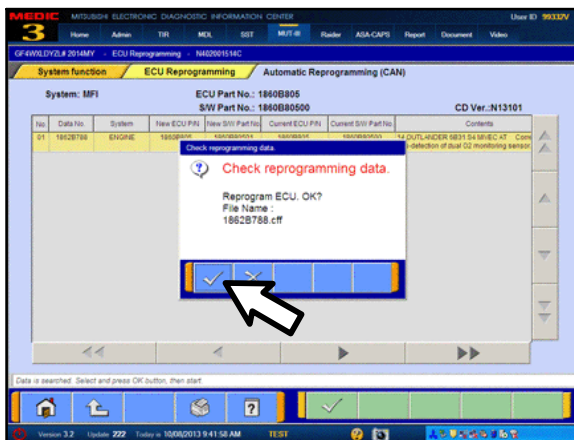 MEDIC MITSUBISHI ELECTRONIC DIAGNOSTIC INFORMATION CENTER User ID 99332V
3 Home Admin TIR MDL SST MUT-III Raider ASA-CAPS Report Document Video
GF4WXLDYZL# 2014MY - ECU Reprogramming - N402001514C
System function ECU Reprogramming Automatic Reprogramming (CAN)
System: MFI ECU Part No.: 1860B805
S/W Part No.: 1860B80500 CD Ver.:N13101
No. Data No. System New ECU P/N New S/W Part No. Current ECU P/N Current S/W Part No. Contents
01 1862B788 ENGINE 14 OUTLANDER 6B31 S4 MIVEC AT
-detection of dual O2 monitoring sensor.
Check reprogramming data.
Check reprogramming data.
Reprogram ECU. OK?
File Name :
1862B788.cff
Data is searched. Select and press OK button, then start.
Version 3.2 Update 222 Today is 10/08/2013 9:41:58 AM TEST